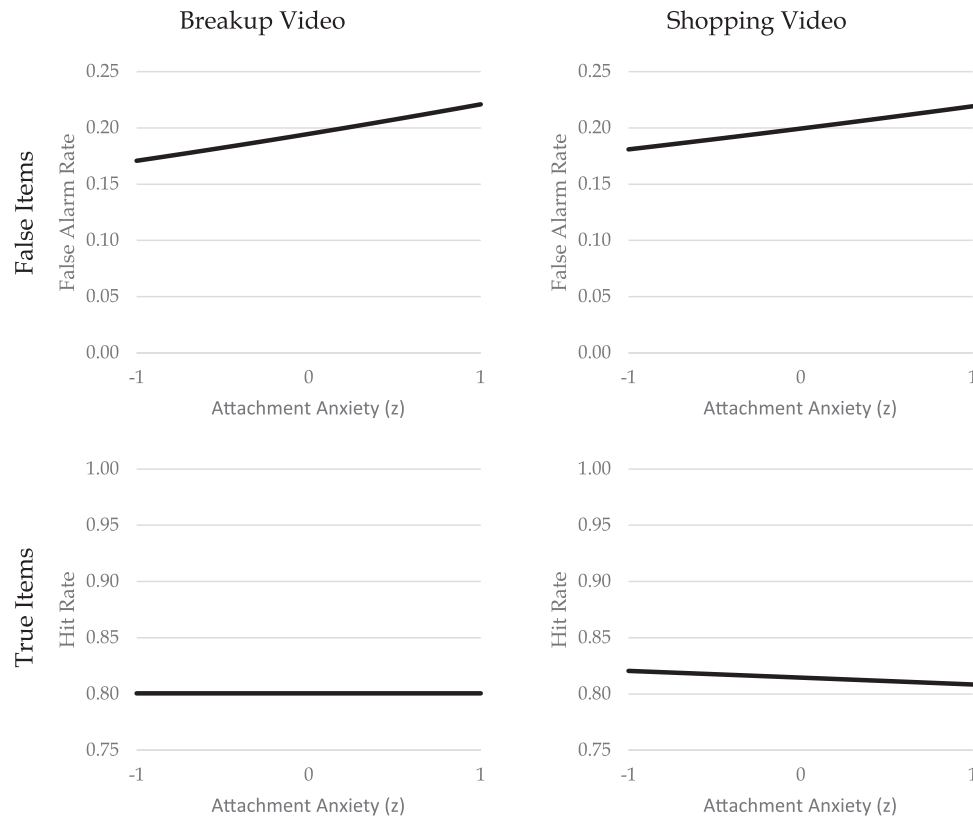 Breakup Video
Shopping Video
False Items
False Alarm Rate
0.25
0.20
0.15
0.10
0.05
0.00
-1 0 1
Attachment Anxiety (z)
False Alarm Rate
0.25
0.20
0.15
0.10
0.05
0.00
-1 0 1
Attachment Anxiety (z)
True Items
Hit Rate
1.00
0.95
0.90
0.85
0.80
0.75
-1 0 1
Attachment Anxiety (z)
Hit Rate
1.00
0.95
0.90
0.85
0.80
0.75
-1 0 1
Attachment Anxiety (z)